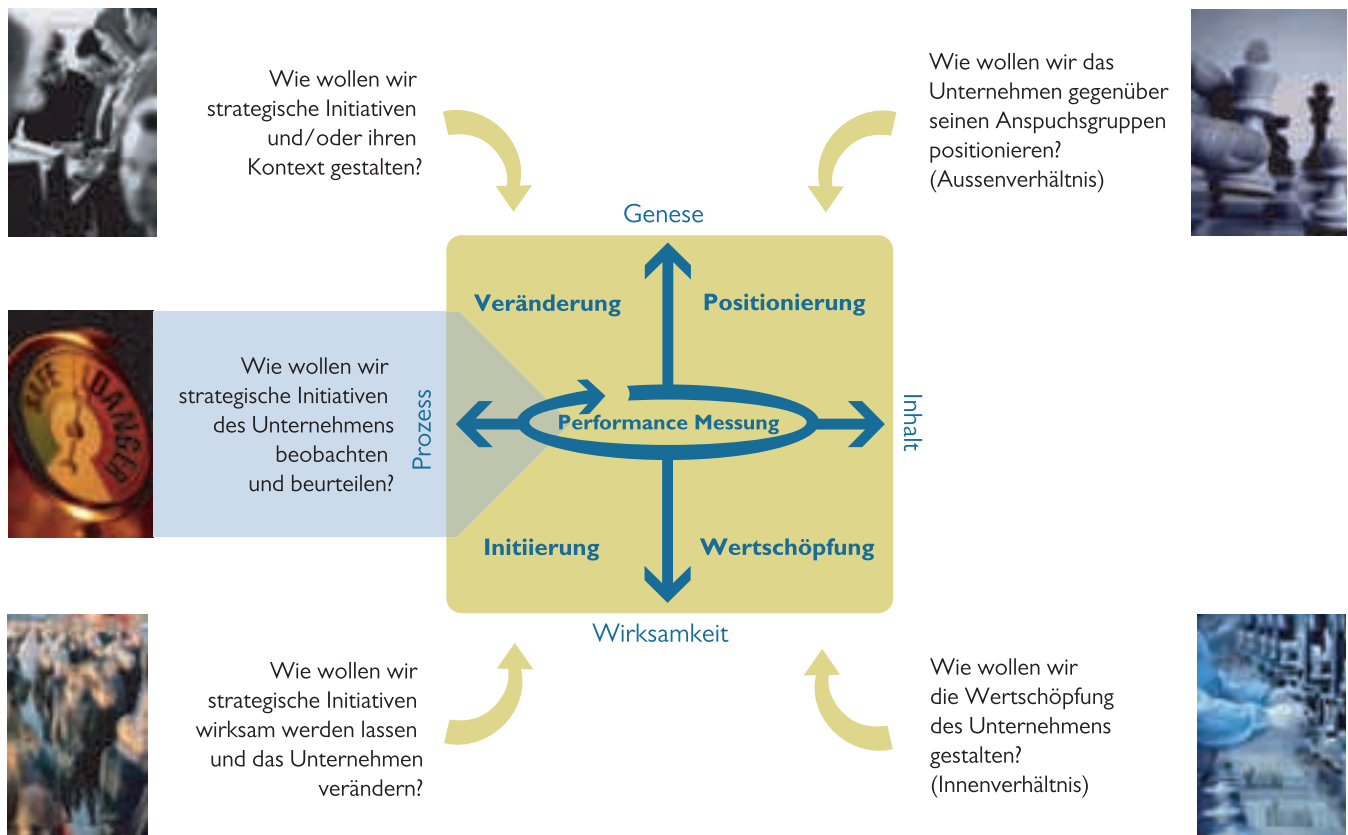 Wie wollen wir
strategische Initiativen
und/oder ihren
Kontext gestalten?
Wie wollen wir das
Unternehmen gegenüber
seinen Anspuchsgruppen
positionieren?
(Aussenverhältnis)
Genese
Veränderung
Positionierung
SAFE
DANGER
Wie wollen wir
strategische Initiativen
des Unternehmens
beobachten
und beurteilen?
Prozess
Performance Messung
Inhalt
Initiierung
Wertschöpfung
Wirksamkeit
Wie wollen wir
strategische Initiativen
wirksam werden lassen
und das Unternehmen
verändern?
Wie wollen wir
die Wertschöpfung
des Unternehmens
gestalten?
(Innenverhältnis)